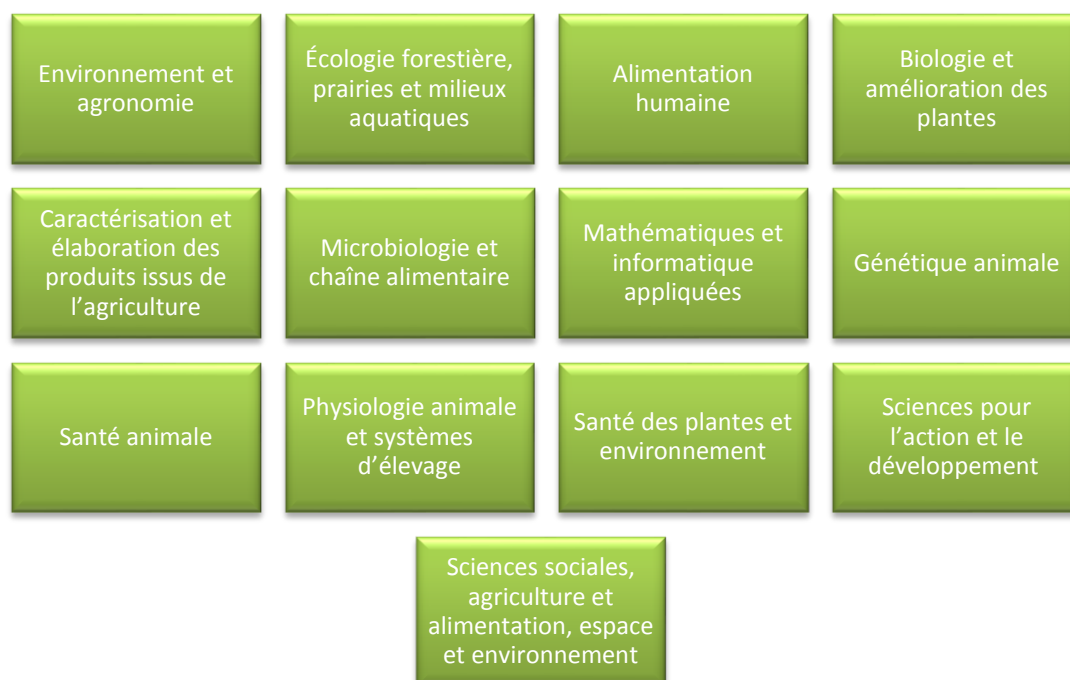 Environnement et
agronomie
Écologie forestière,
prairies et milieux
aquatiques
Alimentation
humaine
Biologie et
amélioration des
plantes
Caractérisation et
élaboration des
produits issus de
l’agriculture
Microbiologie et
chaîne alimentaire
Mathématiques et
informatique
appliquées
Génétique animale
Santé animale
Physiologie animale
et systèmes
d’élevage
Santé des plantes et
environnement
Sciences pour
l’action et le
développement
Sciences sociales,
agriculture et
alimentation, espace
et environnement